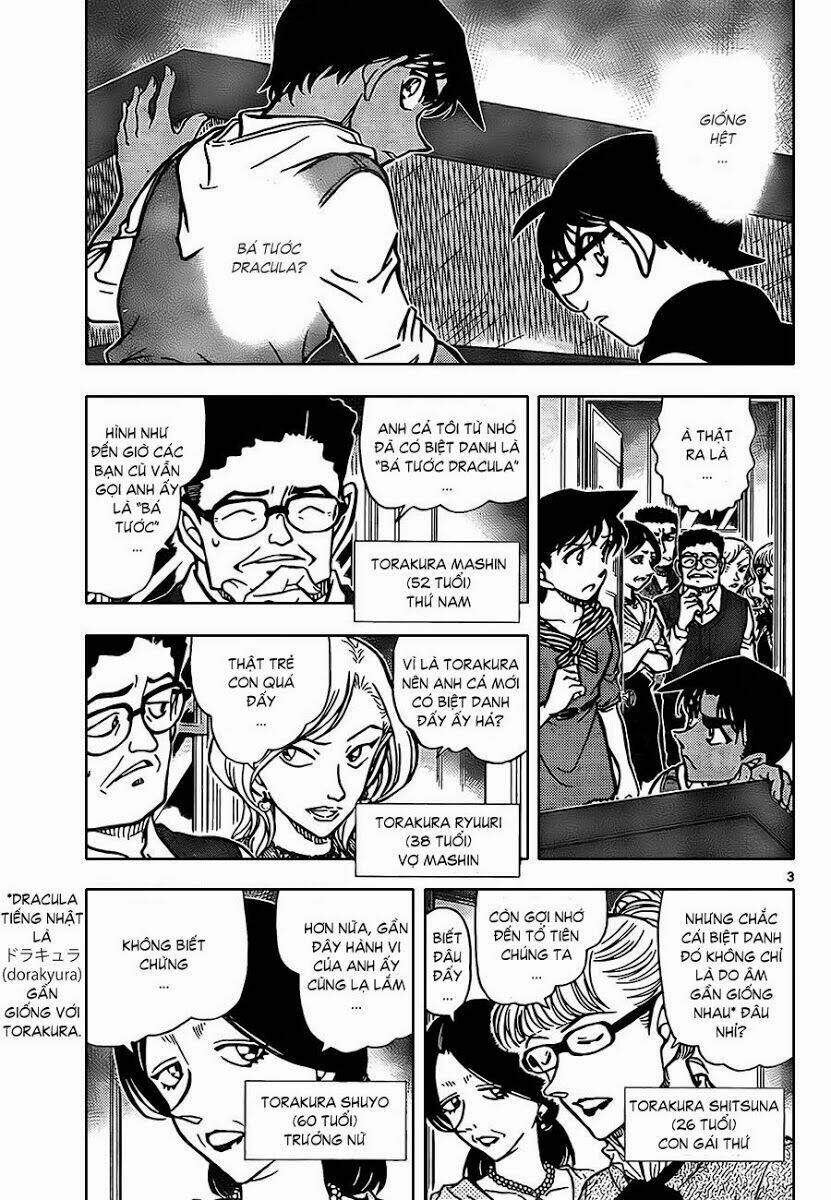 GIỐNG
HỆT
...
BÁ TƯỚC
DRACULA?
À THẬT
RA LÀ
...
ANH CẢ TÔI TỪ NHỎ
ĐÃ CÓ BIỆT DANH LÀ
"BÁ TƯỚC DRACULA"
...
HÌNH NHƯ
ĐẾN GIỜ CÁC
BẠN CŨ VẪN
GỌI ANH ẤY
LÀ "BÁ
TƯỚC"
...
TORAKURA MASHIN
(52 TUỔI)
THỨ NAM
VÌ LÀ TORAKURA
NÊN ANH CẢ MỚI
CÓ BIỆT DANH
ĐẤY ẤY HẢ?
THẬT TRẺ
CON QUÁ
ĐẤY
...
TORAKURA RYUURI
(38 TUỔI)
VỢ MASHIN
3
NHƯNG CHẮC
CÁI BIỆT DANH
ĐÓ KHÔNG CHỈ
LÀ DO ÂM
GẦN GIỐNG
NHAU* ĐÂU
NHỈ?
CÒN GỢI NHỚ
ĐẾN TỔ TIÊN
CHÚNG TA
...
BIẾT
ĐÂU
ĐẤY
...
TORAKURA SHITSUNA
(26 TUỔI)
CON GÁI THỨ
HƠN NỮA, GẦN
ĐÂY HÀNH VI
CỦA ANH ẤY
CŨNG LẠ LẮM
...
KHÔNG BIẾT
CHỪNG
...
TORAKURA SHUYO
(60 TUỔI)
TRƯỞNG NỮ
*DRACULA
TIẾNG NHẬT
LÀ
ドラキュラ
(dorakyura)
GẦN
GIỐNG VỚI
TORAKURA.